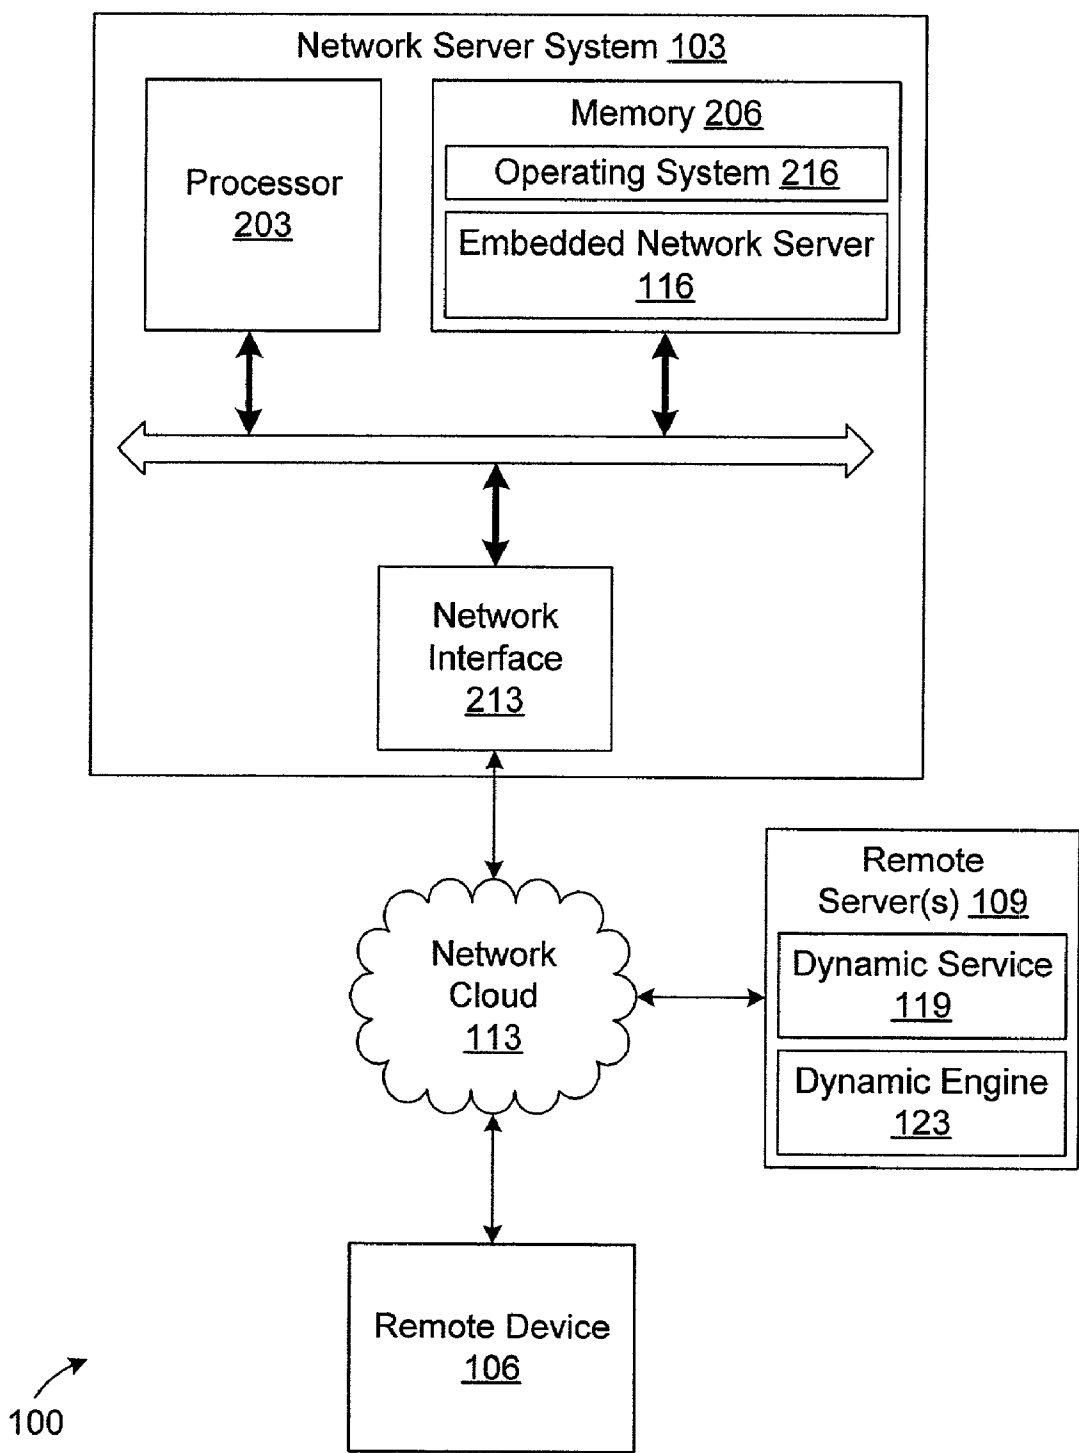 Network Server System 103
Processor
203
Memory 206
Operating System 216
Embedded Network Server
116
Network
Interface
213
Remote
Server(s) 109
Dynamic Service
119
Dynamic Engine
123
Network
Cloud
113
Remote Device
106
100